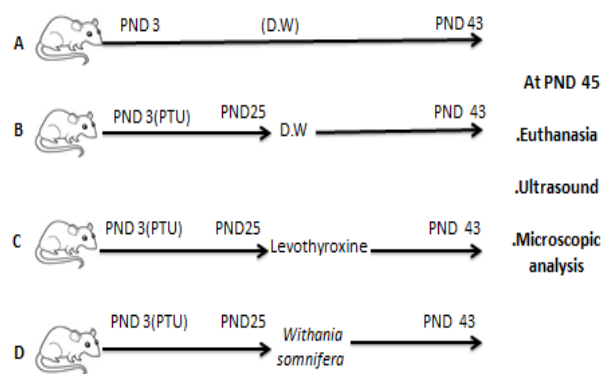 A PND 3 (D.W) PND 43
At PND 45
B PND 3(PTU) PND25 D.W PND 43
.Euthanasia
.Ultrasound
C PND 3(PTU) PND25 Levothyroxine PND 43
.Microscopic
analysis
D PND 3(PTU) PND25 Withania
somnifera PND 43